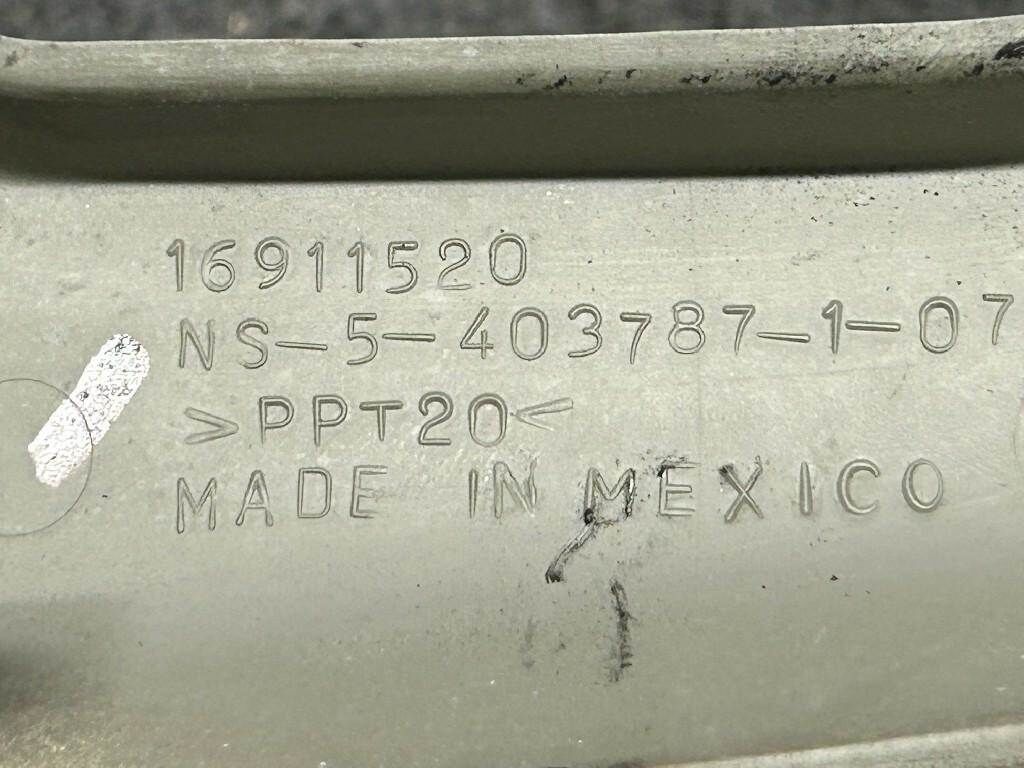 16911520
NS-5-403787-1-07
>PPT20<
MADE IN MEXICO